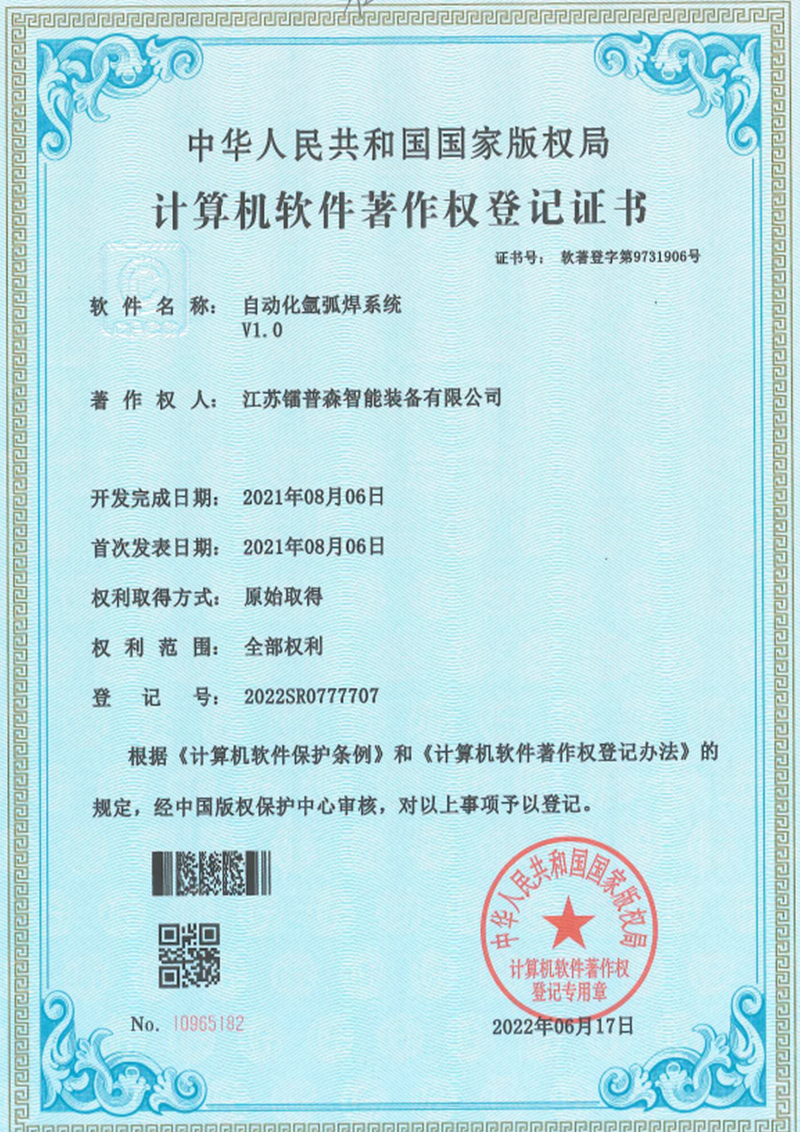 中华人民共和国国家版权局
计算机软件著作权登记证书
证书号： 软著登字第9731906号
软件名称： 自动化氩弧焊系统
V1.0
著作权人： 江苏镭普森智能装备有限公司
开发完成日期： 2021年08月06日
首次发表日期： 2021年08月06日
权利取得方式： 原始取得
权利范围： 全部权利
登记号： 2022SR0777707
根据《计算机软件保护条例》和《计算机软件著作权登记办法》的
规定，经中国版权保护中心审核，对以上事项予以登记。
中华人民共和国国家版权局
计算机软件著作权
登记专用章
No. 10965182
2022年06月17日